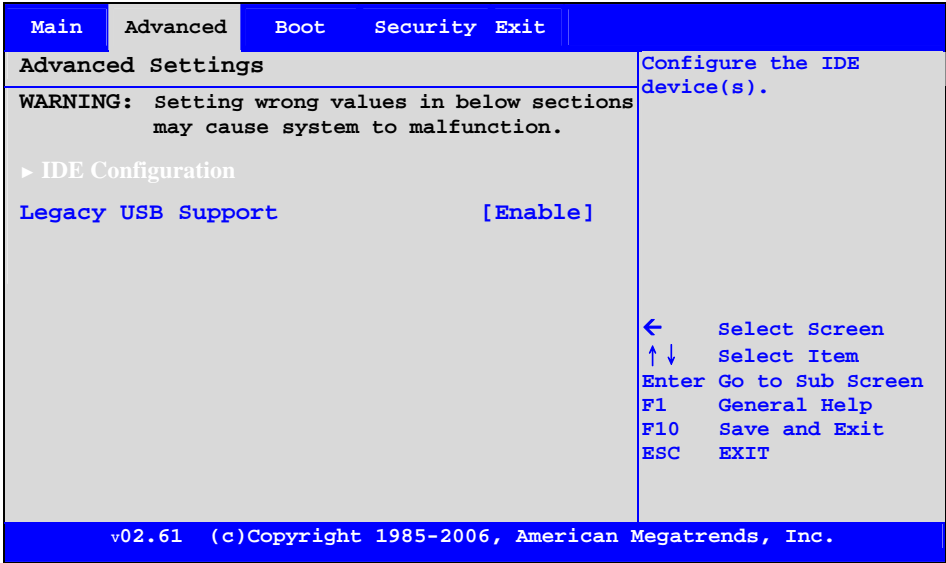 Main Advanced Boot Security Exit
Advanced Settings
WARNING: Setting wrong values in below sections
may cause system to malfunction.
► IDE Configuration
Legacy USB Support [Enable]
Configure the IDE
device(s).
← Select Screen
↑↓ Select Item
Enter Go to Sub Screen
F1 General Help
F10 Save and Exit
ESC EXIT
v02.61 (c)Copyright 1985-2006, American Megatrends, Inc.